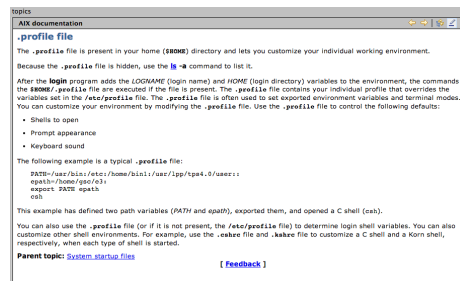 topics
AIX documentation
.profile file
The .profile file is present in your home ($HOME) directory and lets you customize your individual working environment.
Because the .profile file is hidden, use the ls -a command to list it.
After the login program adds the LOGNAME (login name) and HOME (login directory) variables to the environment, the commands in
the $HOME/.profile file are executed if the file is present. The .profile file contains your individual profile that overrides the
variables set in the /etc/profile file. The .profile file is often used to set exported environment variables and terminal modes.
You can customize your environment by modifying the .profile file. Use the .profile file to control the following defaults:
• Shells to open
• Prompt appearance
• Keyboard sound
The following example is a typical .profile file:
PATH=/usr/bin:/etc:/home/bin1:/usr/lpp/tps4.0/user::
epath=/home/gsc/e3:
export PATH epath
csh
This example has defined two path variables (PATH and epath), exported them, and opened a C shell (csh).
You can also use the .profile file (or if it is not present, the /etc/profile file) to determine login shell variables. You can also
customize other shell environments. For example, use the .cshrc file and .kshrc file to customize a C shell and a Korn shell,
respectively, when each type of shell is started.
Parent topic: System startup files
[ Feedback ]